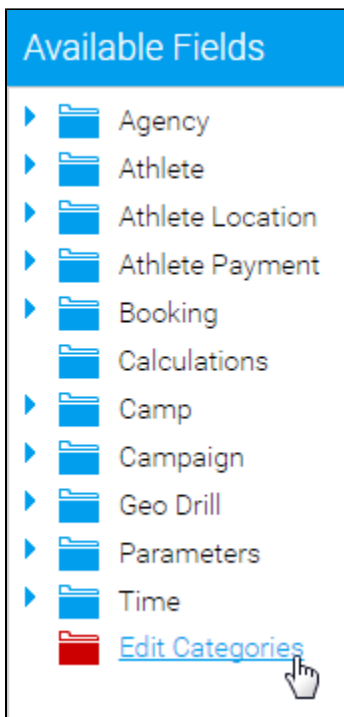 Available Fields
Agency
Athlete
Athlete Location
Athlete Payment
Booking
Calculations
Camp
Campaign
Geo Drill
Parameters
Time
Edit Categories